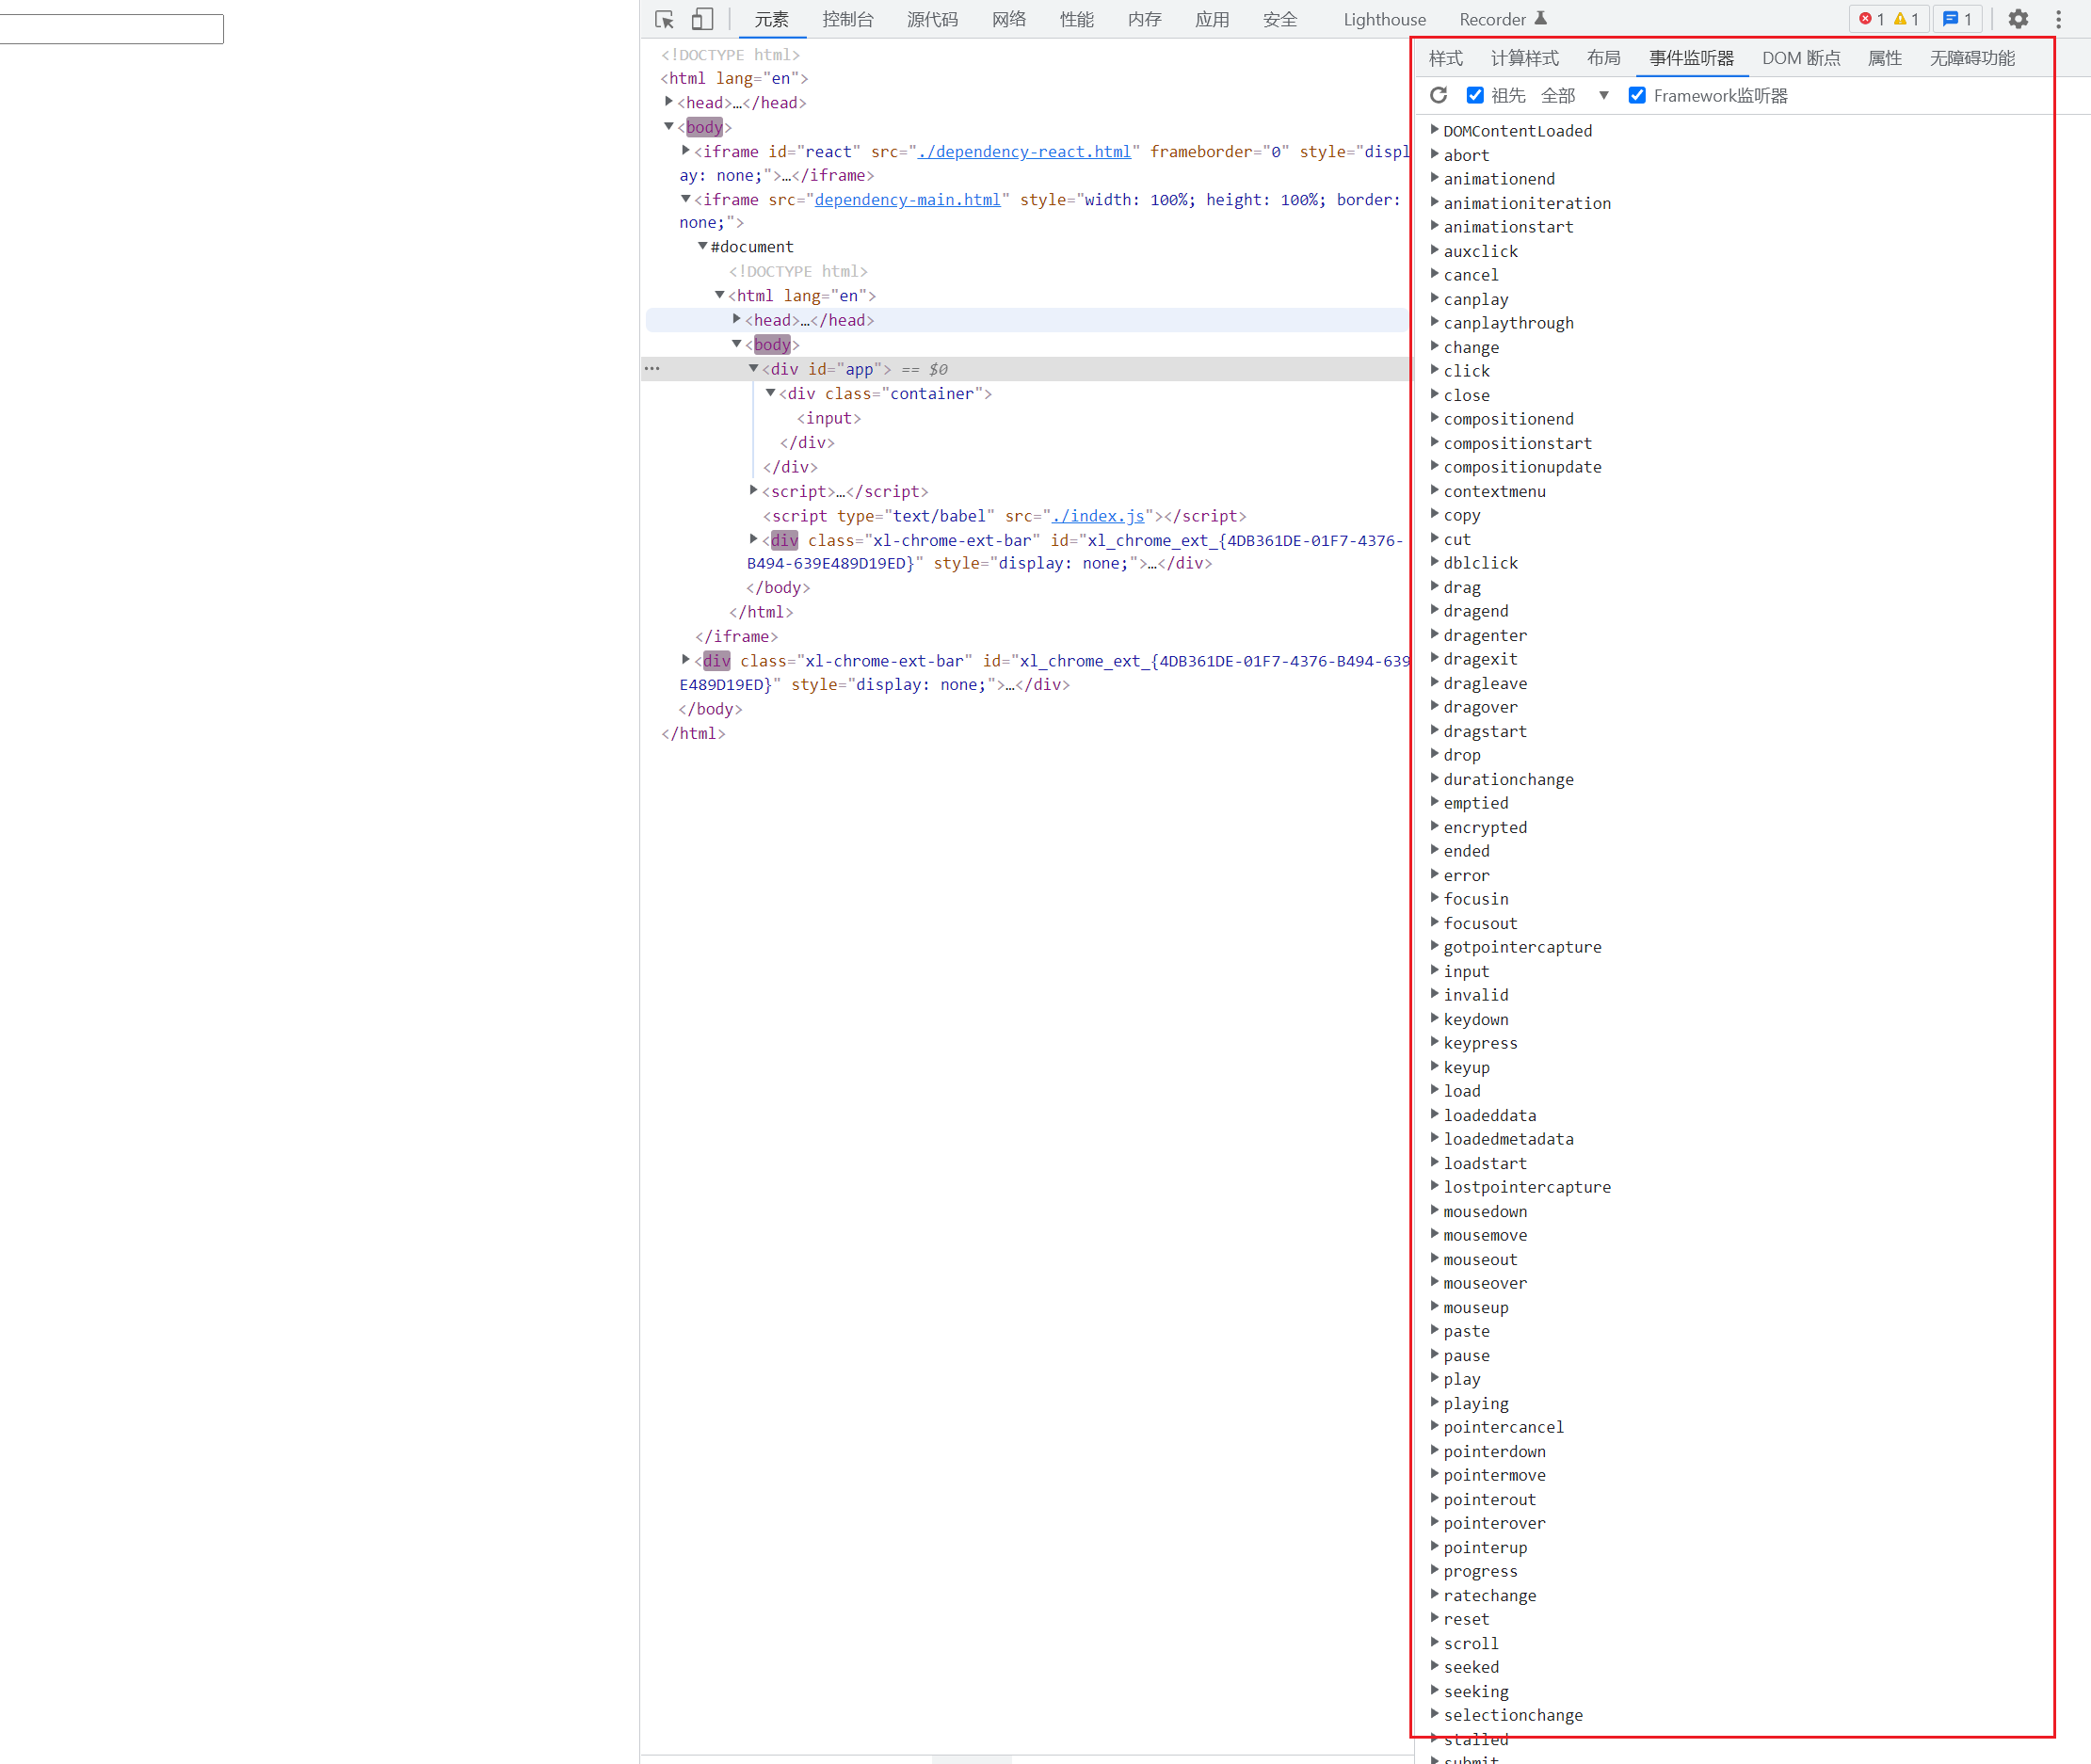 元素 控制台 源代码 网络 性能 内存 应用 安全 Lighthouse Recorder 1 1 1
<!DOCTYPE html>
<html lang="en">
<head>…</head>
<body>
<iframe id="react" src="./dependency-react.html" frameborder="0" style="displ
ay: none;">…</iframe>
<iframe src="dependency-main.html" style="width: 100%; height: 100%; border:
none;">
#document
<!DOCTYPE html>
<html lang="en">
<head>…</head>
<body>
<div id="app"> == $0
<div class="container">
<input>
</div>
</div>
<script>…</script>
<script type="text/babel" src="./index.js"></script>
<div class="xl-chrome-ext-bar" id="xl_chrome_ext_{4DB361DE-01F7-4376-
B494-639E489D19ED}" style="display: none;">…</div>
</body>
</html>
</iframe>
<div class="xl-chrome-ext-bar" id="xl_chrome_ext_{4DB361DE-01F7-4376-B494-639
E489D19ED}" style="display: none;">…</div>
</body>
</html>
样式 计算样式 布局 事件监听器 DOM 断点 属性 无障碍功能
祖先 全部 Framework监听器
DOMContentLoaded
abort
animationend
animationiteration
animationstart
auxclick
cancel
canplay
canplaythrough
change
click
close
compositionend
compositionstart
compositionupdate
contextmenu
copy
cut
dblclick
drag
dragend
dragenter
dragexit
dragleave
dragover
dragstart
drop
durationchange
emptied
encrypted
ended
error
focusin
focusout
gotpointercapture
input
invalid
keydown
keypress
keyup
load
loadeddata
loadedmetadata
loadstart
lostpointercapture
mousedown
mousemove
mouseout
mouseover
mouseup
paste
pause
play
playing
pointercancel
pointerdown
pointermove
pointerout
pointerover
pointerup
progress
ratechange
reset
scroll
seeked
seeking
selectionchange
stalled
submit